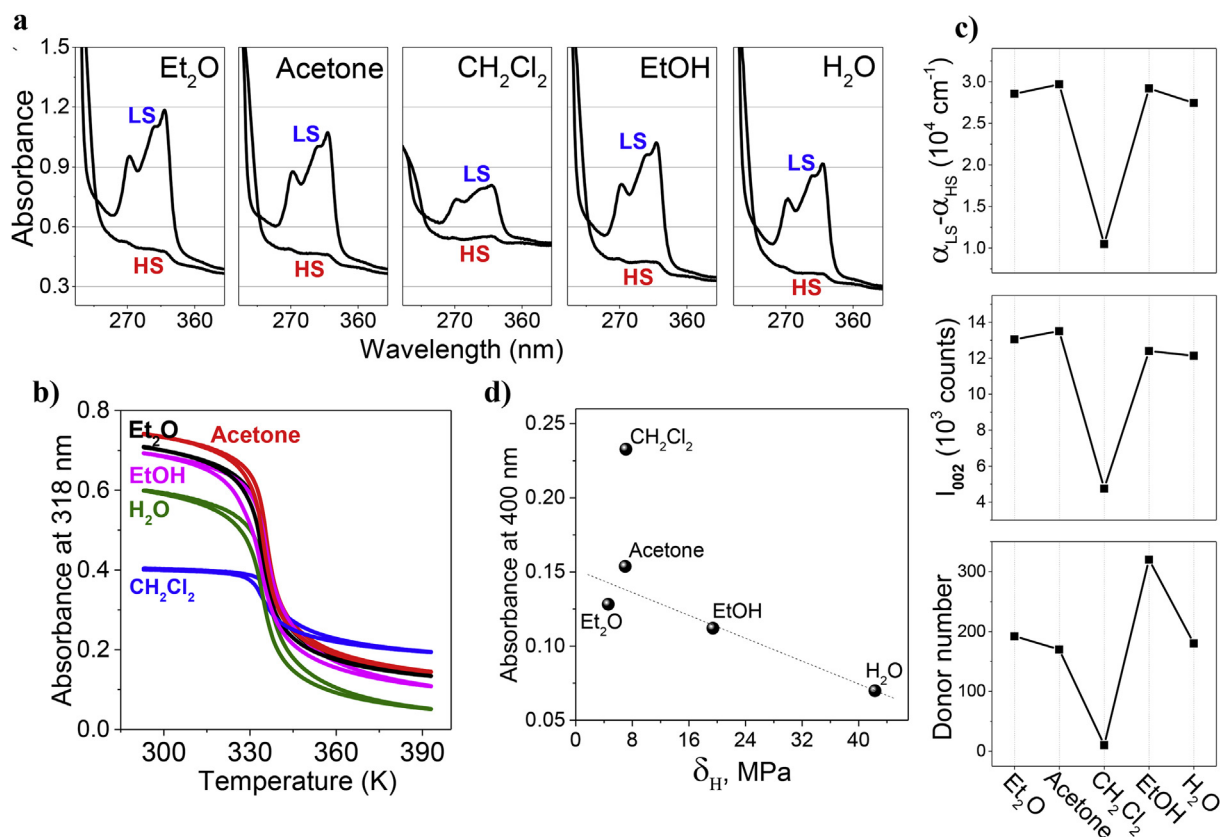 a
Et₂O
Acetone
CH₂Cl₂
EtOH
H₂O
1.5
1.2
0.9
0.6
0.3
Absorbance
LS
HS
LS
HS
LS
HS
LS
HS
LS
HS
270 360 270 360 270 360 270 360 270 360
Wavelength (nm)
b)
0.8
0.6
0.4
0.2
0.0
Absorbance at 318 nm
Et₂O
Acetone
EtOH
H₂O
CH₂Cl₂
300 330 360 390
Temperature (K)
d)
0.25
0.20
0.15
0.10
0.05
Absorbance at 400 nm
CH₂Cl₂
Acetone
Et₂O
EtOH
H₂O
0 8 16 24 32 40
δH, MPa
c)
3.0
2.5
2.0
1.5
1.0
αLS-αHS (10⁴ cm⁻¹)
14
12
10
8
6
4
I₀₀₂ (10³ counts)
300
200
100
0
Donor number
Et₂O
Acetone
CH₂Cl₂
EtOH
H₂O